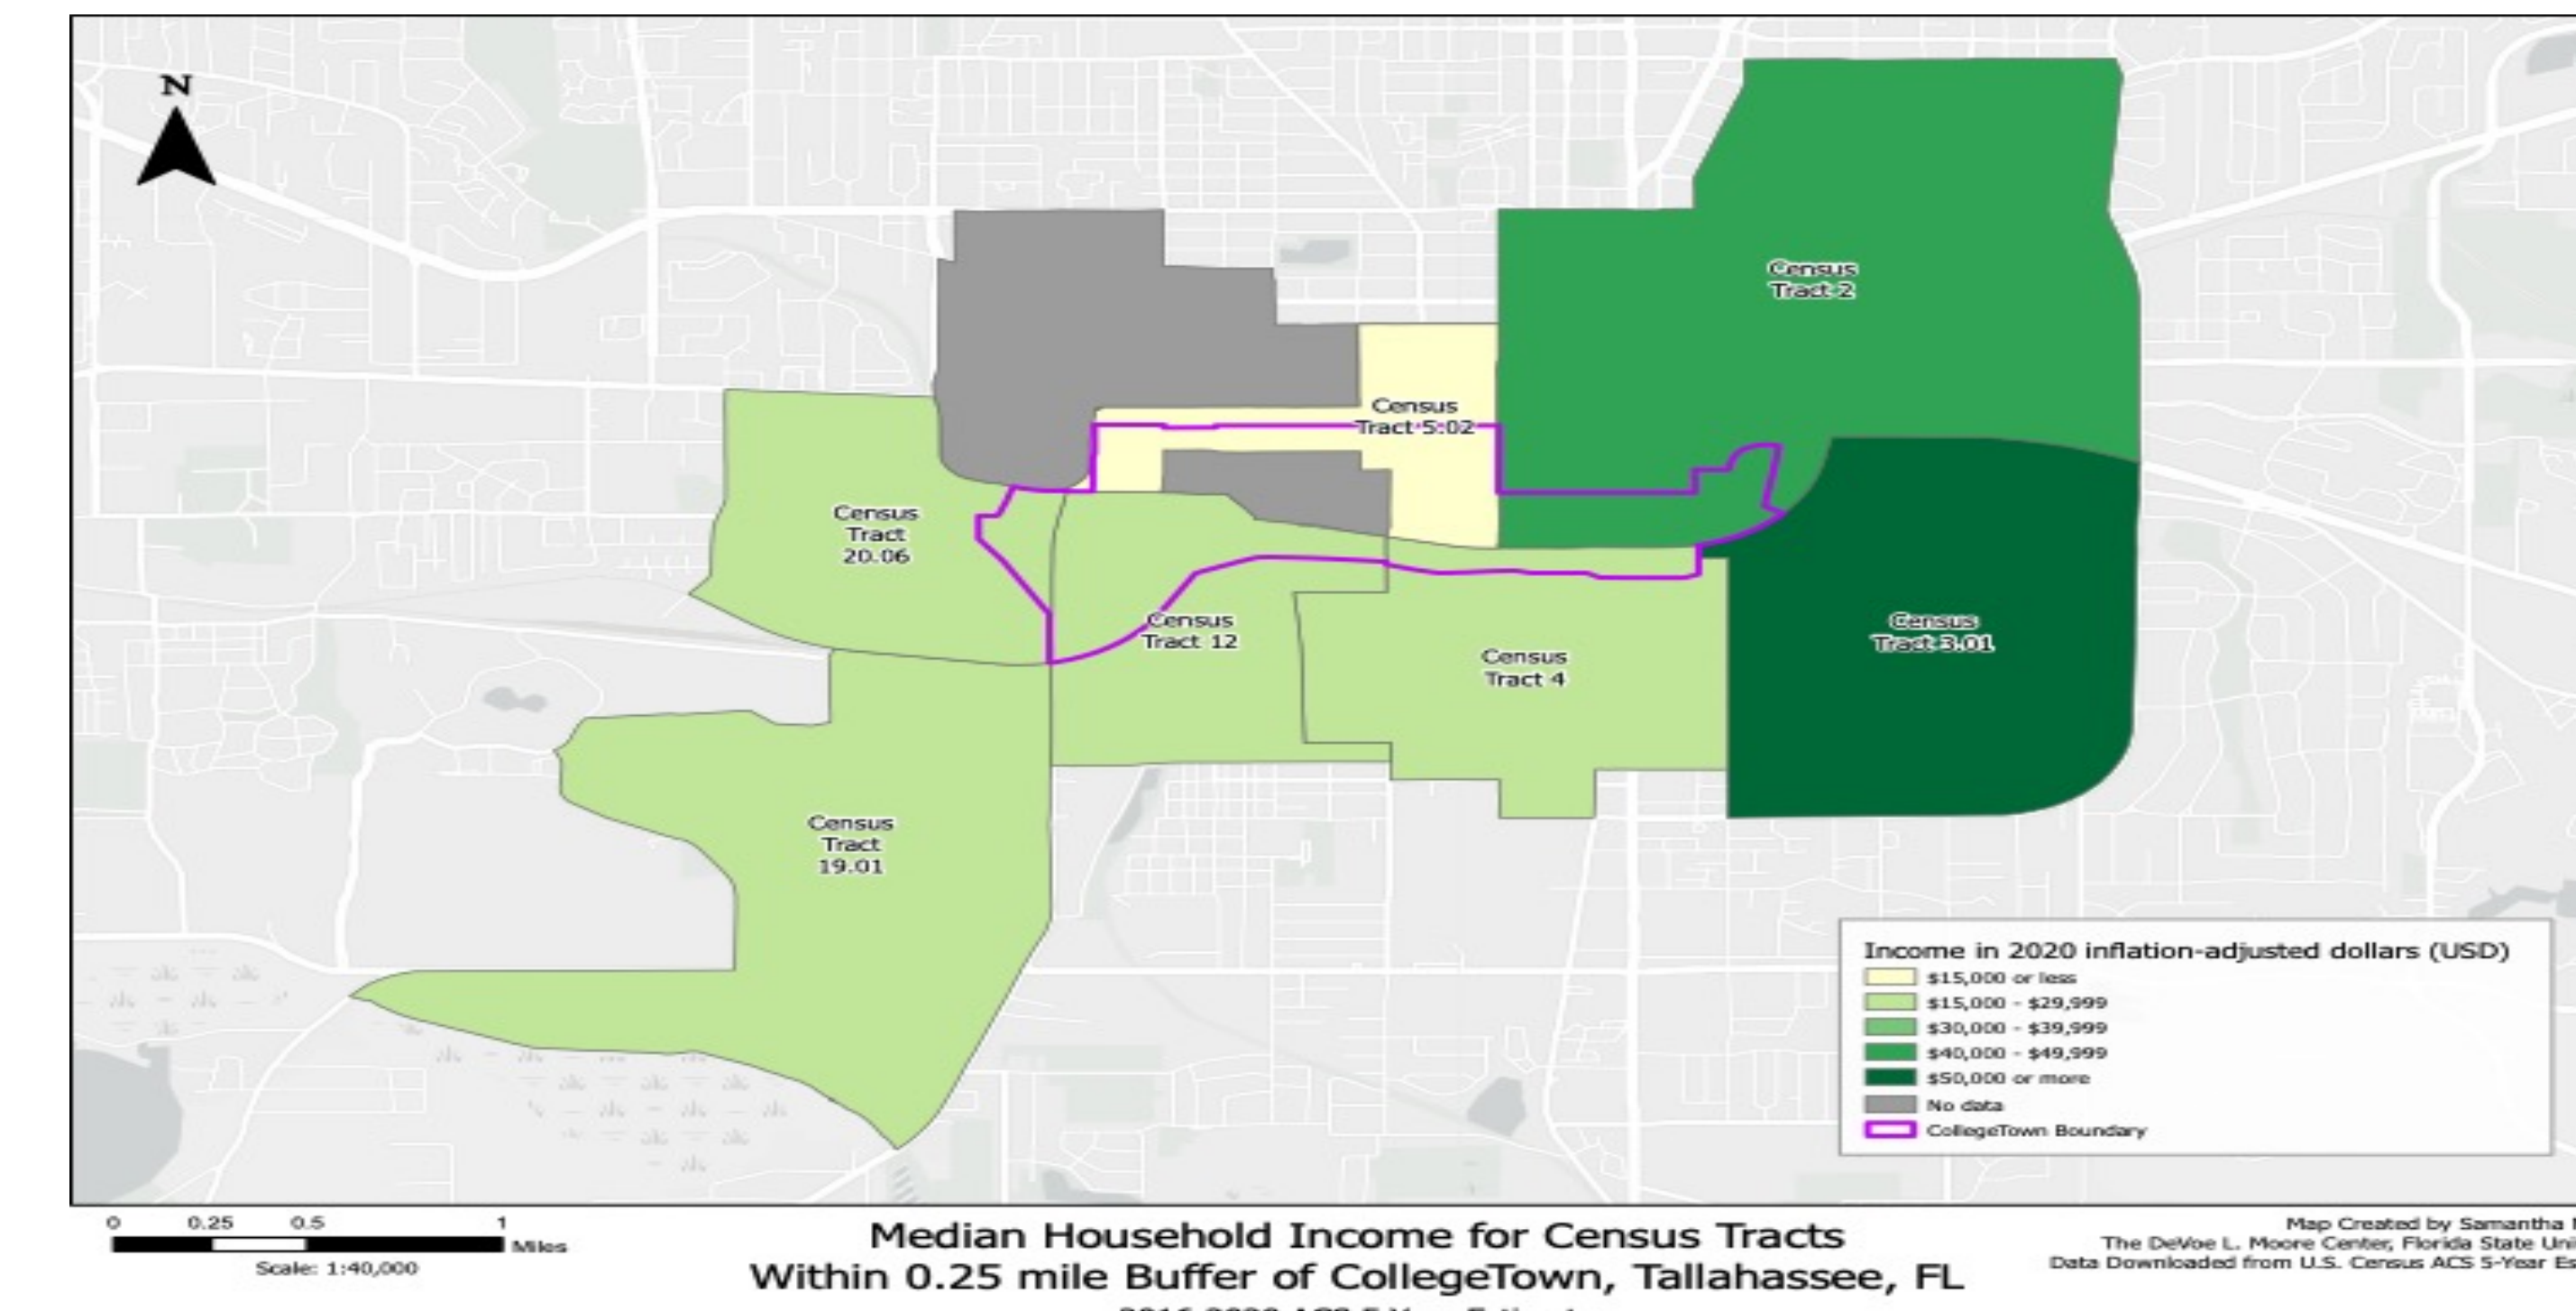 N
Census
Tract 2
Census
Tract 5.02
Census
Tract
20.06
Census
Tract 12
Census
Tract 4
Census
Tract 3.01
Census
Tract
19.01
Income in 2020 inflation-adjusted dollars (USD)
$15,000 or less
$15,000 - $29,999
$30,000 - $39,999
$40,000 - $49,999
$50,000 or more
No data
CollegeTown Boundary
0 0.25 0.5 1
Miles
Scale: 1:40,000
Median Household Income for Census Tracts
Within 0.25 mile Buffer of CollegeTown, Tallahassee, FL
Map Created by Samantha
The DeVoe L. Moore Center, Florida State
Data Downloaded from U.S. Census ACS 5-Year